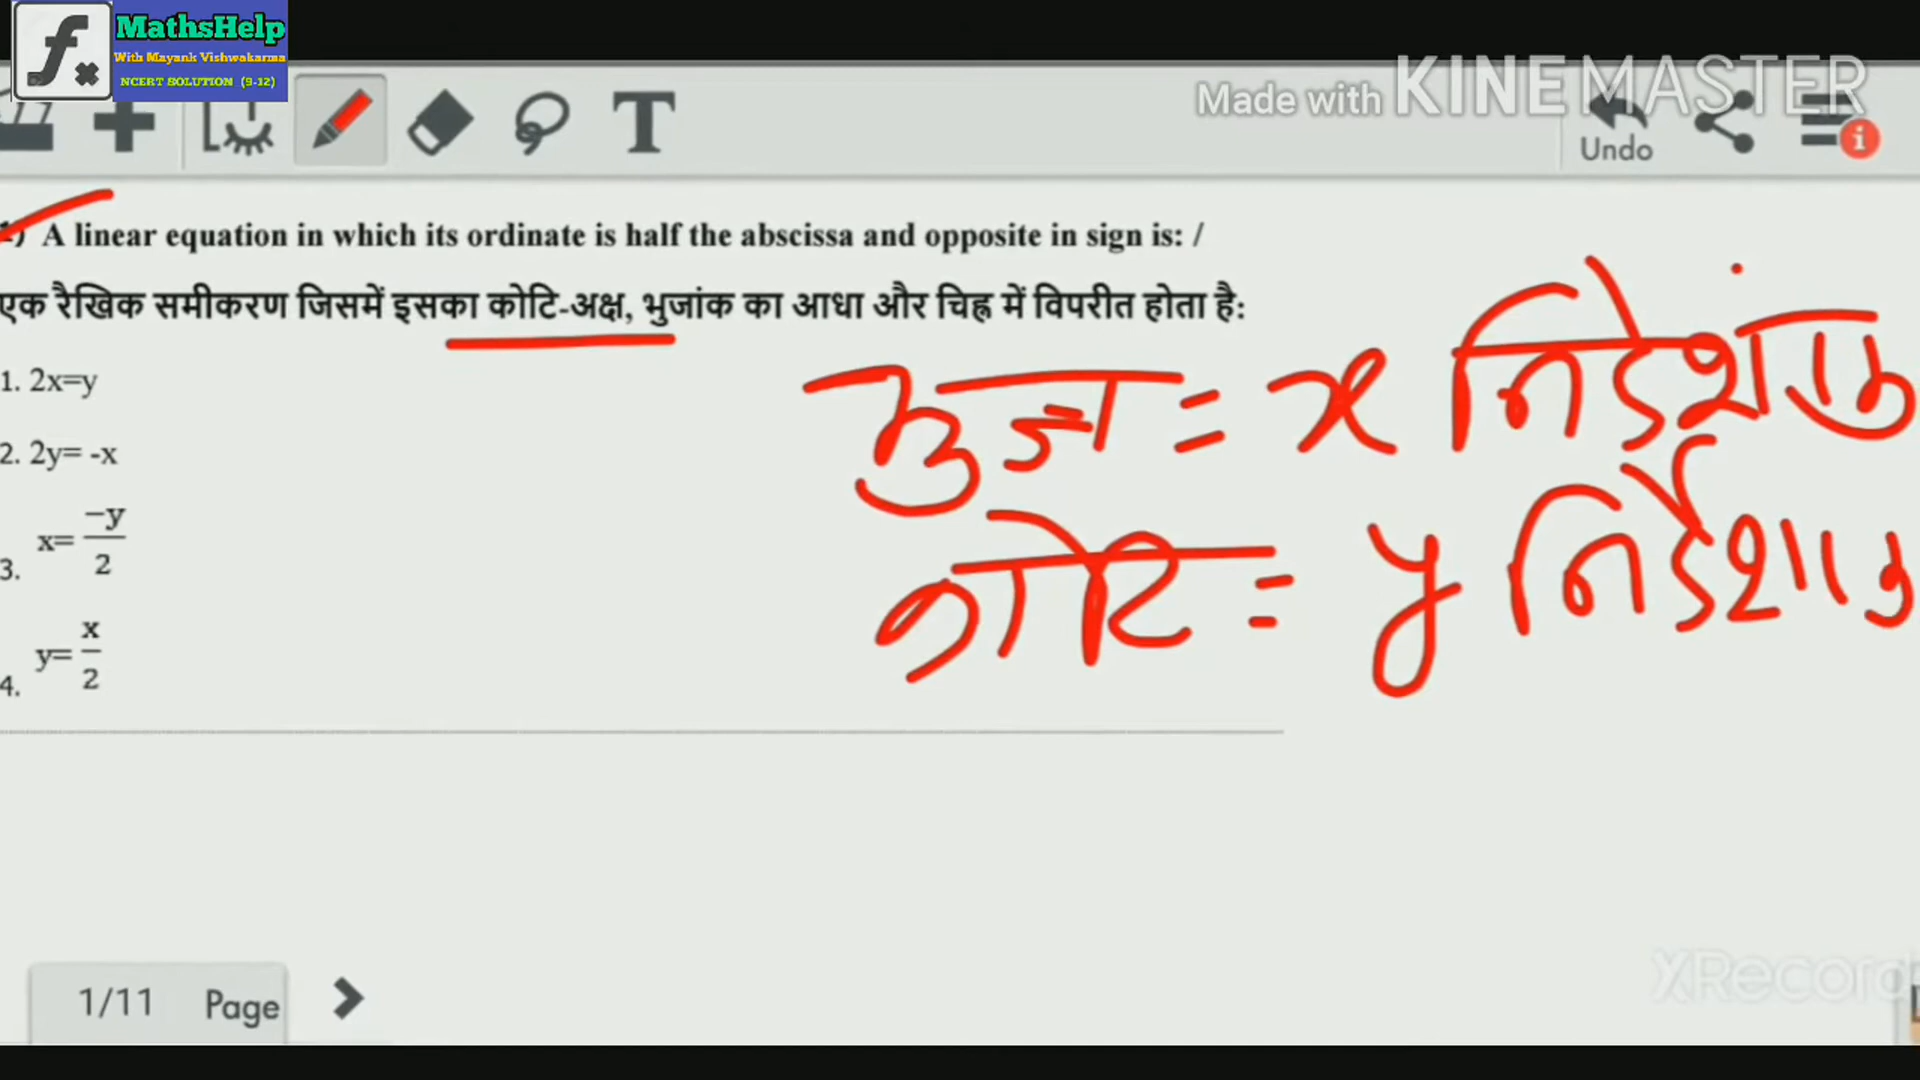 MathsHelp
With Mayank Vishwakarma
NCERT SOLUTION (9-12)
Made with KINEMASTER
T
Undo
1) A linear equation in which its ordinate is half the abscissa and opposite in sign is: /
एक रैखिक समीकरण जिसमें इसका कोटि-अक्ष, भुजांक का आधा और चिह्न में विपरीत होता है:
1. 2x=y
2. 2y= -x
3. x= −y/2
4. y= x/2
भुज = x निर्देशांक
कोटि = y निर्देशांक
1/11 Page
XRecord